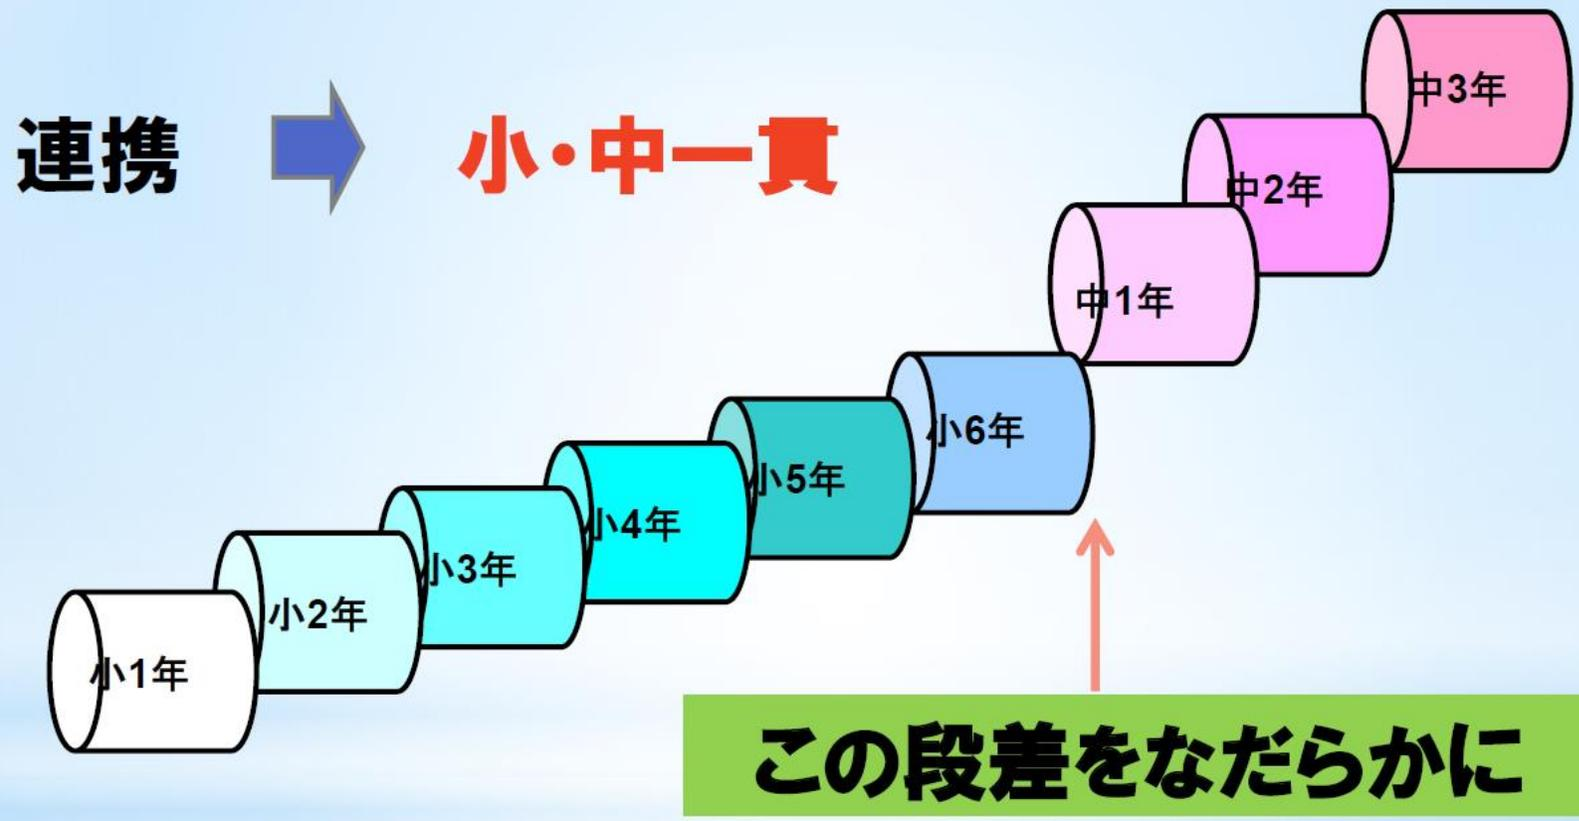 連携
小・中一貫
中3年
中2年
中1年
小6年
小5年
小4年
小3年
小2年
小1年
この段差をなだらかに